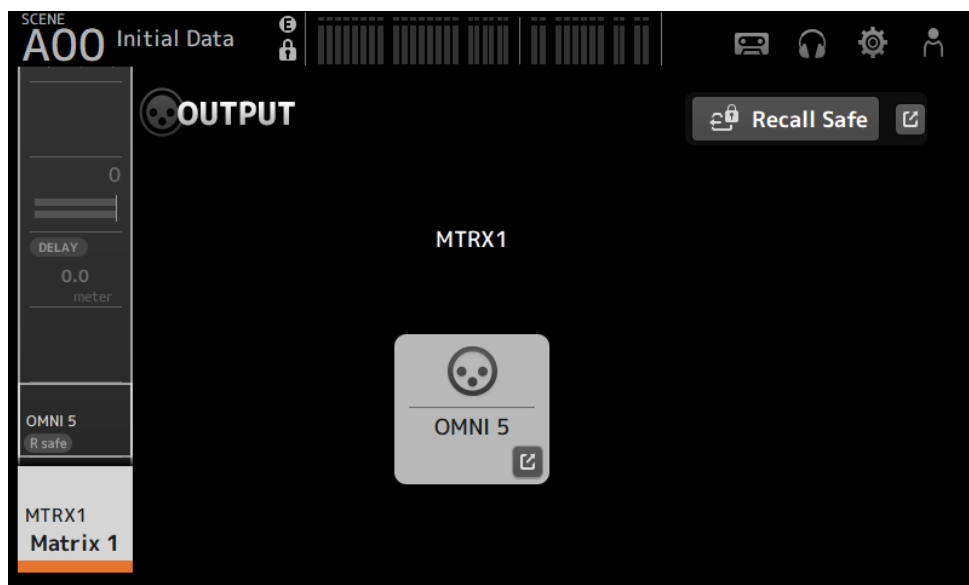 SCENE
A00 Initial Data
E
OUTPUT
Recall Safe
0
DELAY
0.0
meter
MTRX1
OMNI 5
OMNI 5
R safe
MTRX1
Matrix 1